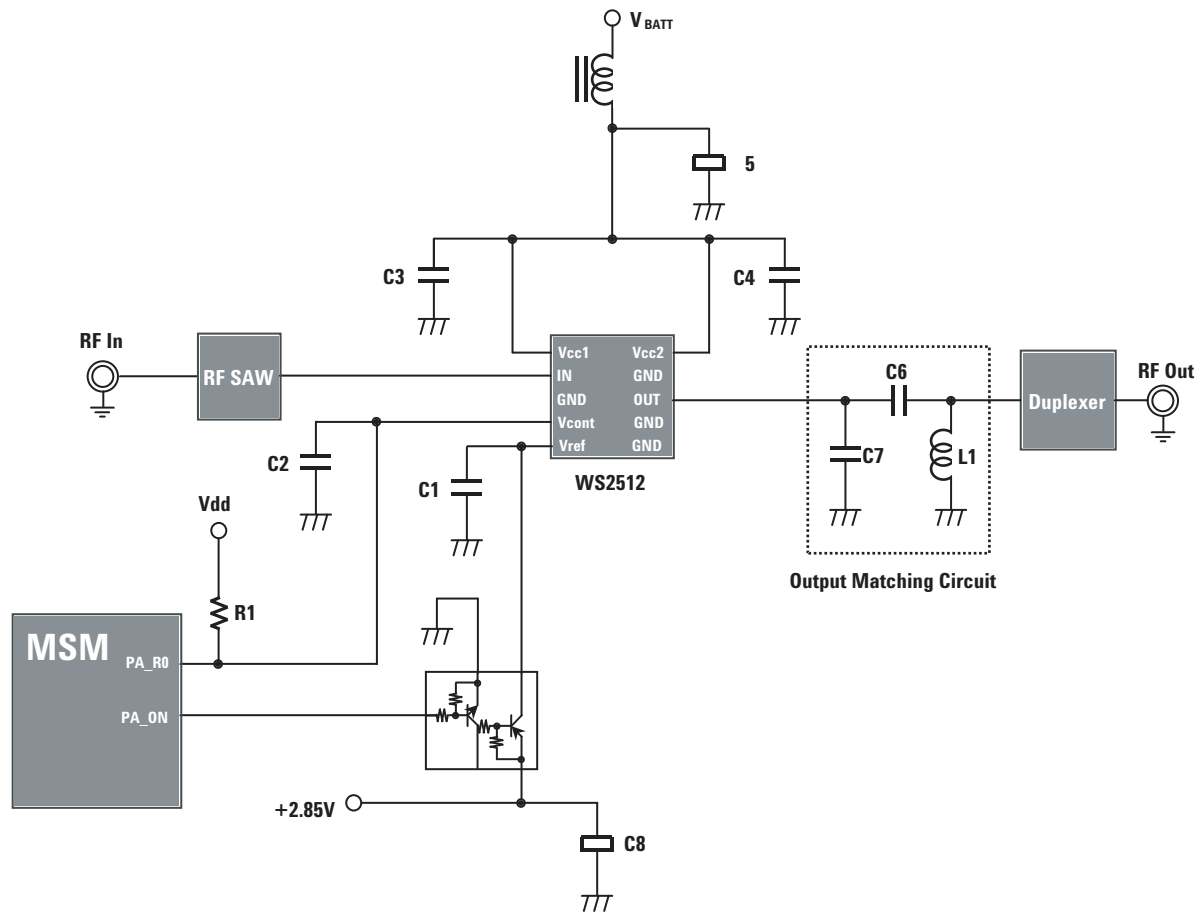 V BATT
5
C3
C4
RF In
RF SAW
Vcc1
Vcc2
IN
GND
GND
OUT
Vcont
GND
Vref
GND
WS2512
C2
C1
C6
C7
L1
Output Matching Circuit
Duplexer
RF Out
Vdd
R1
MSM
PA_R0
PA_ON
+2.85V
C8